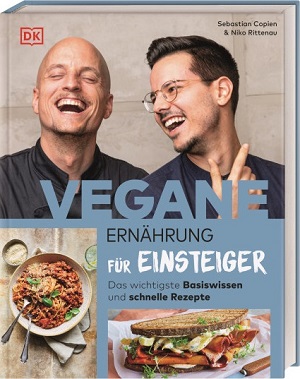 DK
Sebastian Copien
& Niko Rittenau
VEGANE
ERNÄHRUNG
FÜR EINSTEIGER
Das wichtigste Basiswissen
und schnelle Rezepte